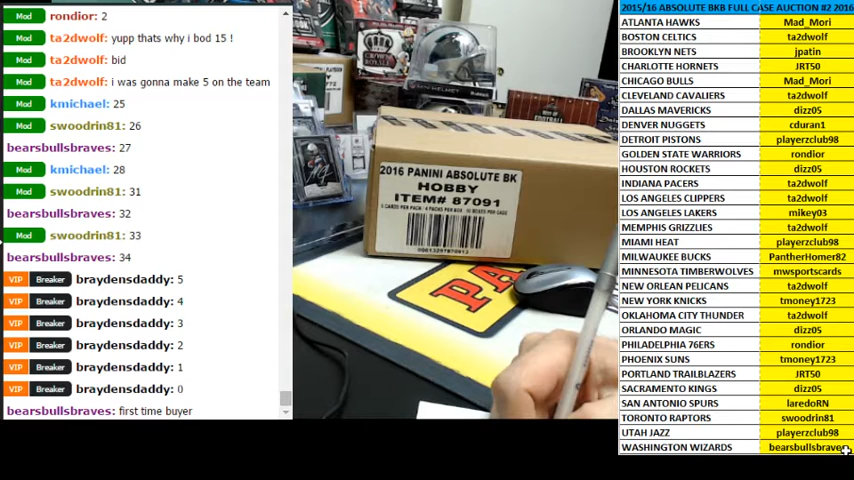 Mod rondior: 2
Mod ta2dwolf: yupp thats why i bod 15 !
Mod ta2dwolf: bid
Mod ta2dwolf: i was gonna make 5 on the team
Mod kmichael: 25
Mod swoodrin81: 26
bearsbullsbraves: 27
Mod kmichael: 28
Mod swoodrin81: 31
bearsbullsbraves: 32
Mod swoodrin81: 33
bearsbullsbraves: 34
VIP Breaker braydensdaddy: 5
VIP Breaker braydensdaddy: 4
VIP Breaker braydensdaddy: 3
VIP Breaker braydensdaddy: 2
VIP Breaker braydensdaddy: 1
VIP Breaker braydensdaddy: 0
bearsbullsbraves: first time buyer
CROWN
ROYALE
2016 PANINI ABSOLUTE BK
HOBBY
ITEM# 87091
PA
2015/16 ABSOLUTE BKB FULL CASE AUCTION #2 2016
ATLANTA HAWKS Mad_Mori
BOSTON CELTICS ta2dwolf
BROOKLYN NETS jpatin
CHARLOTTE HORNETS JRT50
CHICAGO BULLS Mad_Mori
CLEVELAND CAVALIERS ta2dwolf
DALLAS MAVERICKS dizz05
DENVER NUGGETS cduran1
DETROIT PISTONS playerzclub98
GOLDEN STATE WARRIORS rondior
HOUSTON ROCKETS dizz05
INDIANA PACERS ta2dwolf
LOS ANGELES CLIPPERS ta2dwolf
LOS ANGELES LAKERS mikey03
MEMPHIS GRIZZLIES ta2dwolf
MIAMI HEAT playerzclub98
MILWAUKEE BUCKS PantherHomer82
MINNESOTA TIMBERWOLVES mwsportscards
NEW ORLEAN PELICANS ta2dwolf
NEW YORK KNICKS tmoney1723
OKLAHOMA CITY THUNDER ta2dwolf
ORLANDO MAGIC dizz05
PHILADELPHIA 76ERS rondior
PHOENIX SUNS tmoney1723
PORTLAND TRAILBLAZERS JRT50
SACRAMENTO KINGS dizz05
SAN ANTONIO SPURS laredoRN
TORONTO RAPTORS swoodrin81
UTAH JAZZ playerzclub98
WASHINGTON WIZARDS bearsbullsbraves